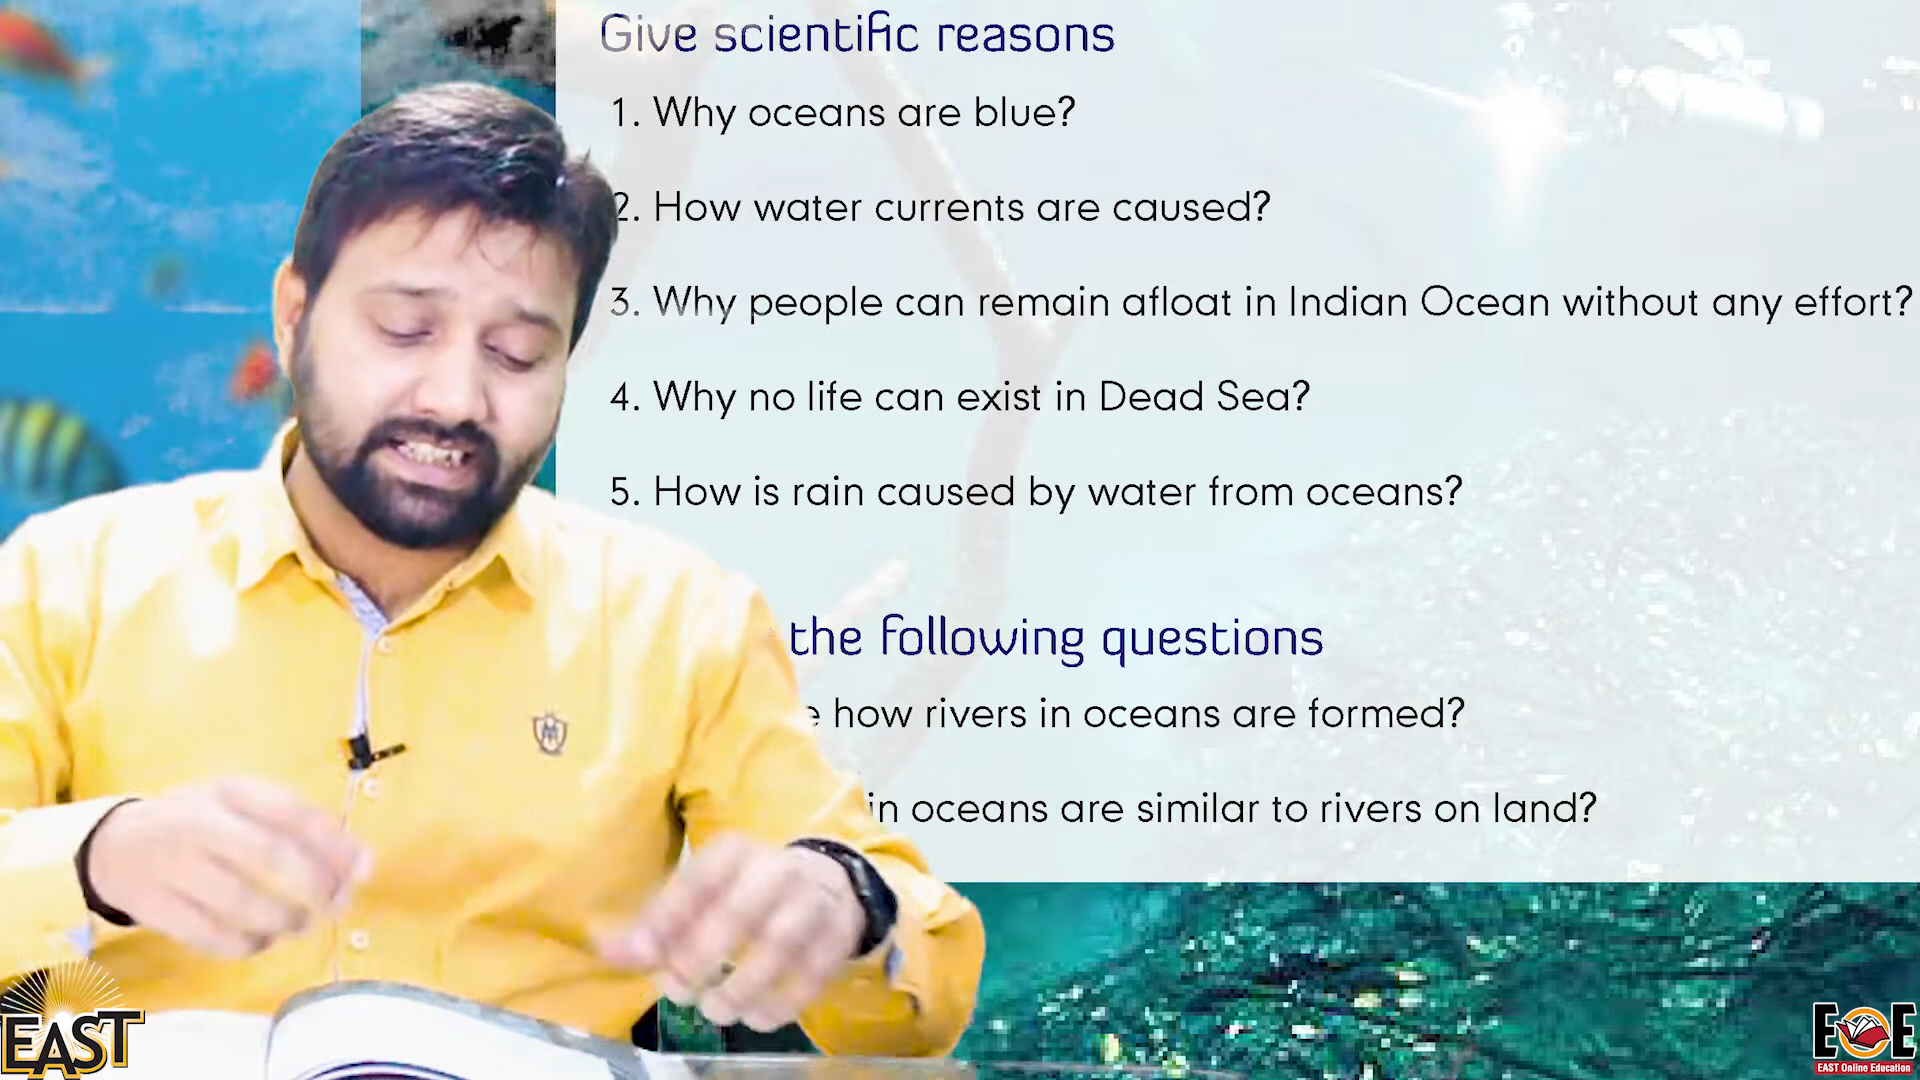 Give scientific reasons
1. Why oceans are blue?
2. How water currents are caused?
3. Why people can remain afloat in Indian Ocean without any effort?
4. Why no life can exist in Dead Sea?
5. How is rain caused by water from oceans?
the following questions
how rivers in oceans are formed?
in oceans are similar to rivers on land?
EAST
EOE
EAST Online Education